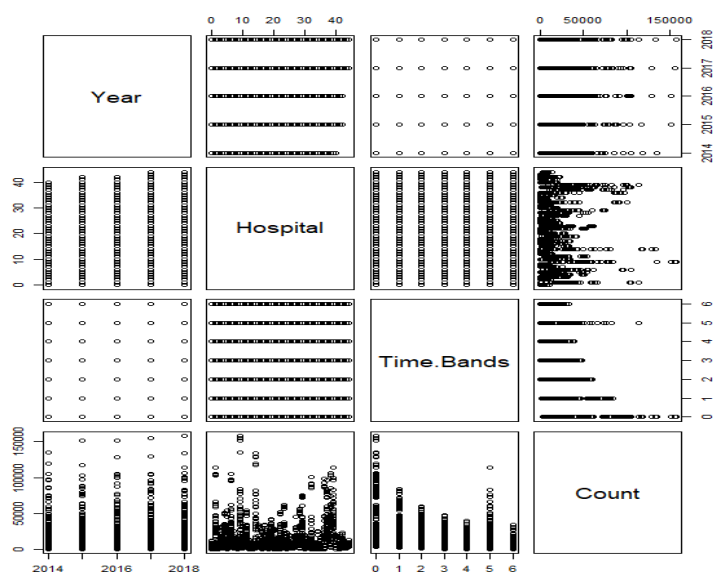 0 20 40
0 50000 150000
Year
2014 2015 2016 2017 2018
0 10 20 30 40
Hospital
Time.Bands
0 1 2 3 4 5 6
0 50000 100000 150000
Count
2014 2016 2018
0 1 2 3 4 5 6